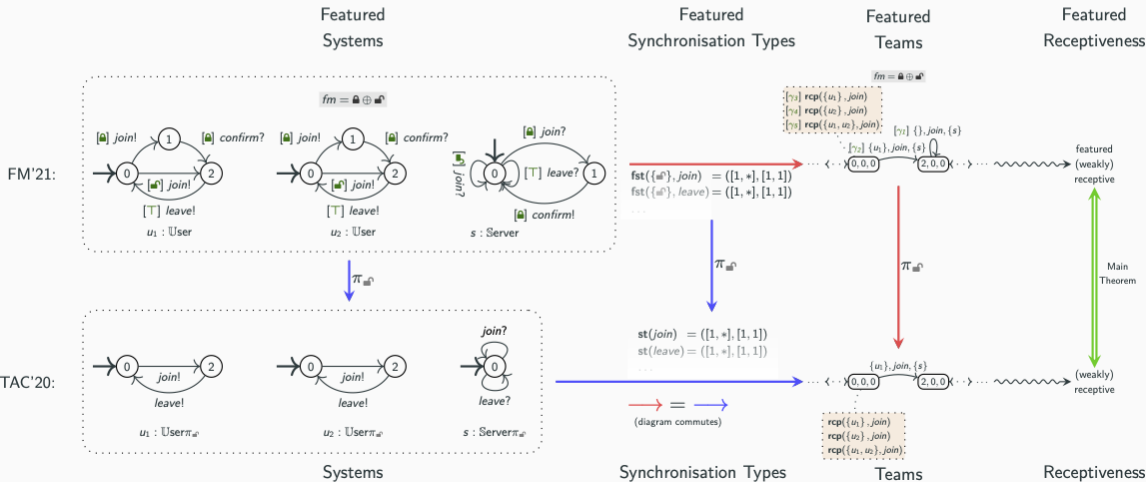 Featured
Systems
Featured
Synchronisation Types
Featured
Teams
Featured
Receptiveness
FM'21:
fm = 🔒 ⊕ 🔓
[🔒] join!
1
[🔒] confirm?
0
2
[🔓] join!
[⊤] leave!
u₁ : 𝕌ser
[🔒] join!
1
[🔒] confirm?
0
2
[🔓] join!
[⊤] leave!
u₂ : 𝕌ser
[🔒] join?
[🔓] join?
0
[⊤] leave?
1
[🔒] confirm!
s : 𝕊erver
fst({🔓}, join) = ([1, *], [1, 1])
fst({🔓}, leave) = ([1, *], [1, 1])
. . .
fm = 🔒 ⊕ 🔓
[γ₃] rcp({u₁}, join)
[γ₄] rcp({u₂}, join)
[γ₅] rcp({u₁, u₂}, join)
[γ₁] {}, join, {s}
[γ₂] {u₁}, join, {s}
0, 0, 0
2, 0, 0
featured
(weakly)
receptive
π🔓
π🔓
π🔓
Main
Theorem
TAC'20:
0
2
join!
leave!
u₁ : 𝕌serπ🔓
0
2
join!
leave!
u₂ : 𝕌serπ🔓
join?
0
leave?
s : 𝕊erverπ🔓
st(join) = ([1, *], [1, 1])
st(leave) = ([1, *], [1, 1])
. . .
=
(diagram commutes)
{u₁}, join, {s}
0, 0, 0
2, 0, 0
rcp({u₁}, join)
rcp({u₂}, join)
rcp({u₁, u₂}, join)
(weakly)
receptive
Systems
Synchronisation Types
Teams
Receptiveness